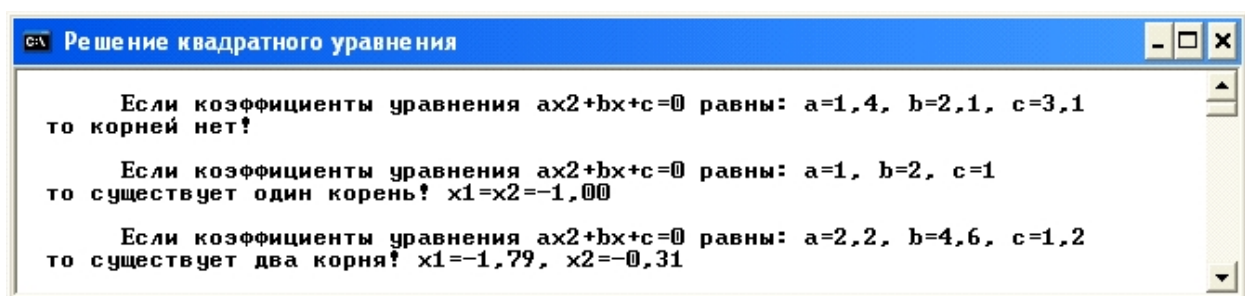 Решение квадратного уравнения
Если коэффициенты уравнения ax2+bx+c=0 равны: a=1,4, b=2,1, c=3,1
то корней нет!
Если коэффициенты уравнения ax2+bx+c=0 равны: a=1, b=2, c=1
то существует один корень! x1=x2=-1,00
Если коэффициенты уравнения ax2+bx+c=0 равны: a=2,2, b=4,6, c=1,2
то существует два корня! x1=-1,79, x2=-0,31